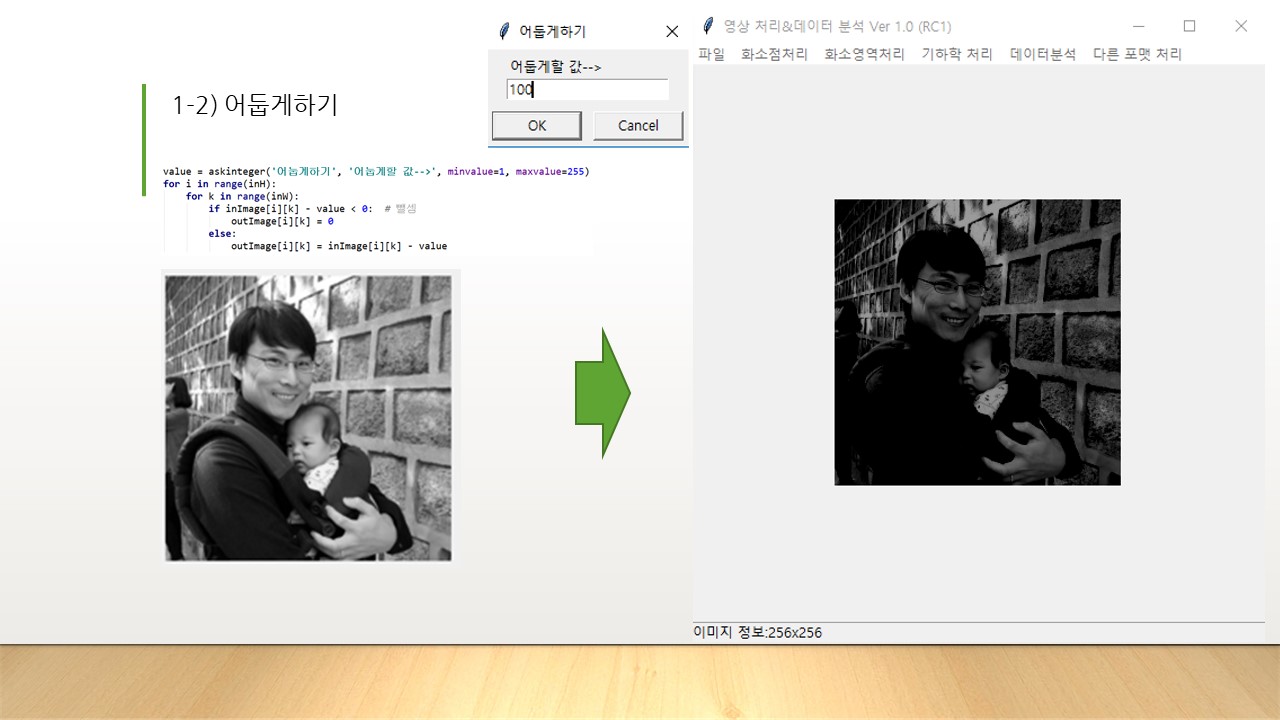 1-2) 어둡게하기
value = askinteger('어둡게하기', '어둡게할 값-->', minvalue=1, maxvalue=255)
for i in range(inH):
    for k in range(inW):
        if inImage[i][k] - value < 0:  # 뺄셈
            outImage[i][k] = 0
        else:
            outImage[i][k] = inImage[i][k] - value
어둡게하기
어둡게할 값-->
100
OK Cancel
영상 처리&데이터 분석 Ver 1.0 (RC1)
파일 화소점처리 화소영역처리 기하학 처리 데이터분석 다른 포맷 처리
이미지 정보:256x256